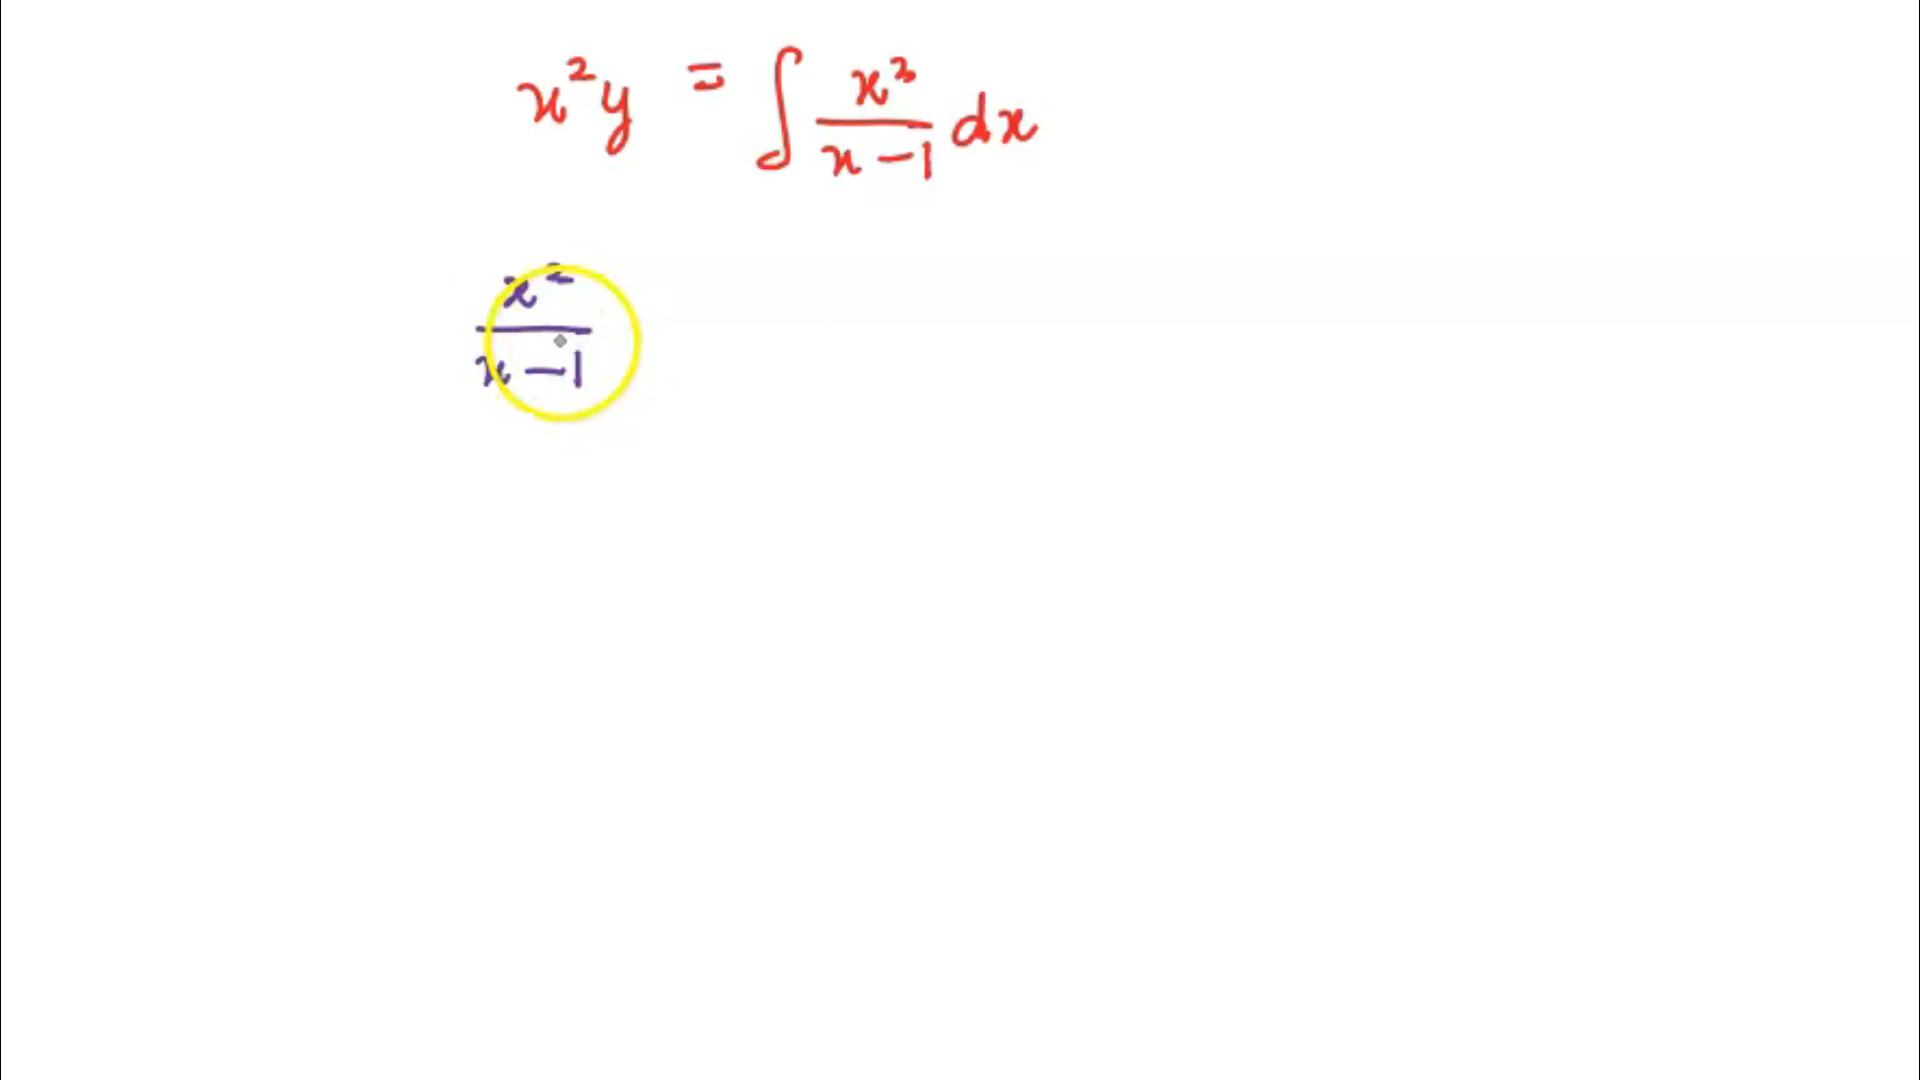 x²y = ∫ x³/(x-1) dx
x²/(x-1)